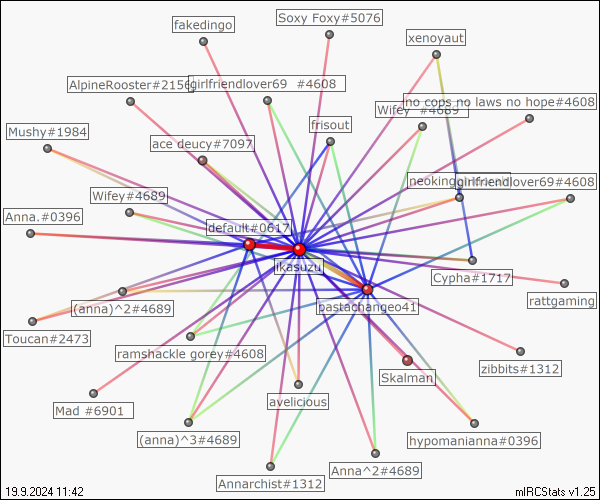 fakedingo
Soxy Foxy#5076
xenoyaut
AlpineRooster#2156
girlfriendlover69 #4608
no cops no laws no hope#4608
Wifey #4689
Mushy#1984
frisout
ace deucy#7097
girlfriendlover69#4608
Wifey#4689
Anna.#0396
default#0617
jikasuzu
Cypha#1717
(anna)^2#4689
pastachangeo41
rattgaming
Toucan#2473
ramshackle gorey#4608
zibbits#1312
Skalman
Mad #6901
avelicious
(anna)^3#4689
hypomanianna#0396
Annarchist#1312
Anna^2#4689
19.9.2024 11:42
mIRCStats v1.25